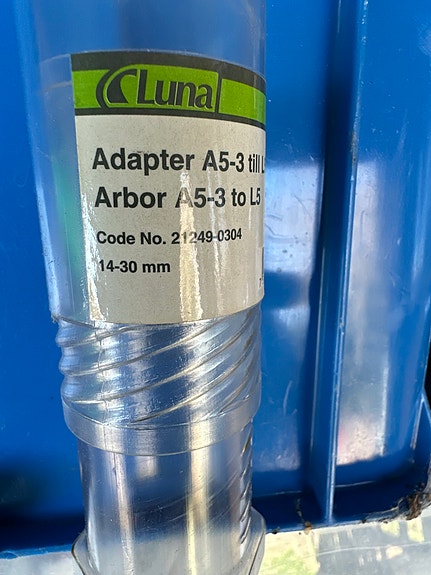 Luna
Adapter A5-3 till
Arbor A5-3 to L5
Code No. 21249-0304
14-30 mm